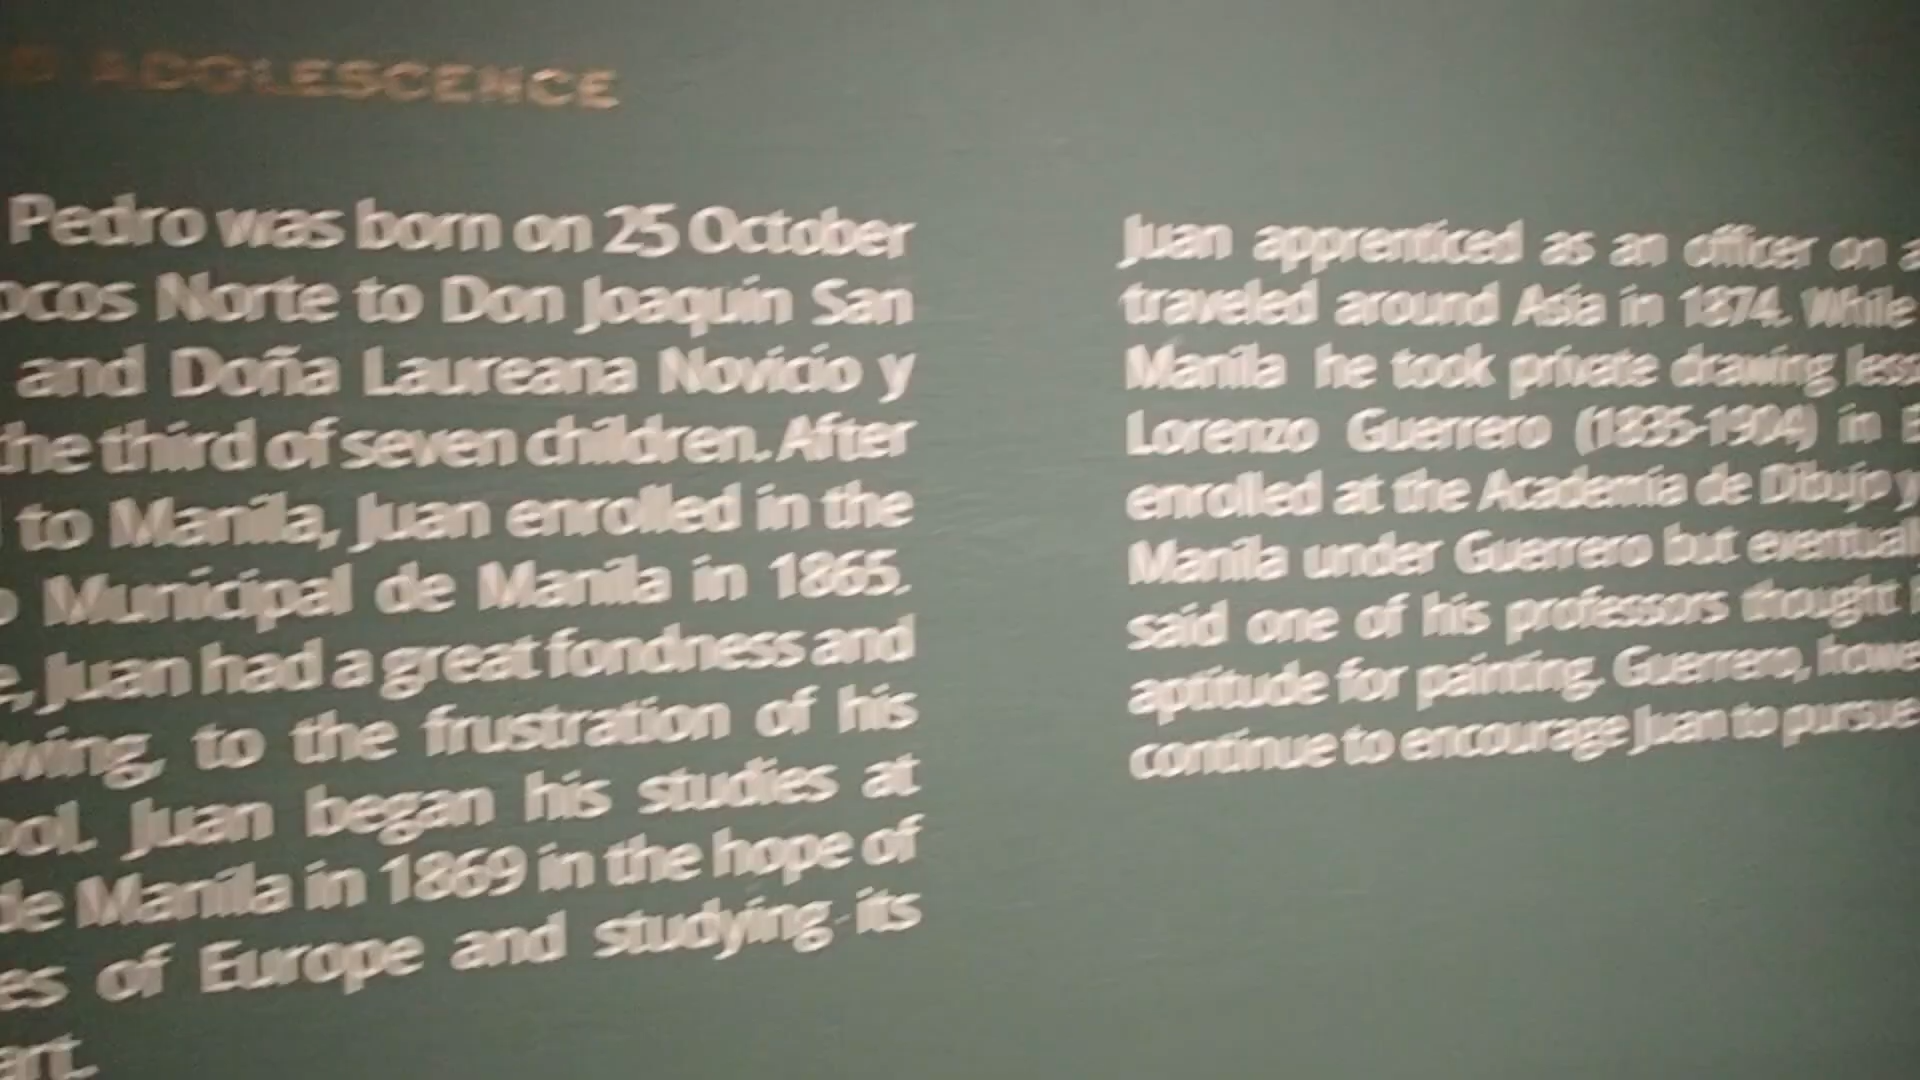 D ADOLESCENCE
Pedro was born on 25 October
ocos Norte to Don Joaquin San
and Doña Laureana Novicio y
the third of seven children. After
to Manila, Juan enrolled in the
o Municipal de Manila in 1865.
e, Juan had a great fondness and
wing, to the frustration of his
ool. Juan began his studies at
de Manila in 1869 in the hope of
es of Europe and studying its
art.
Juan apprenticed as an officer on a
traveled around Asia in 1874. While
Manila he took private drawing less
Lorenzo Guerrero (1835-1904) in E
enrolled at the Academia de Dibujo y
Manila under Guerrero but eventuall
said one of his professors thought h
aptitude for painting. Guerrero, howe
continue to encourage Juan to pursue